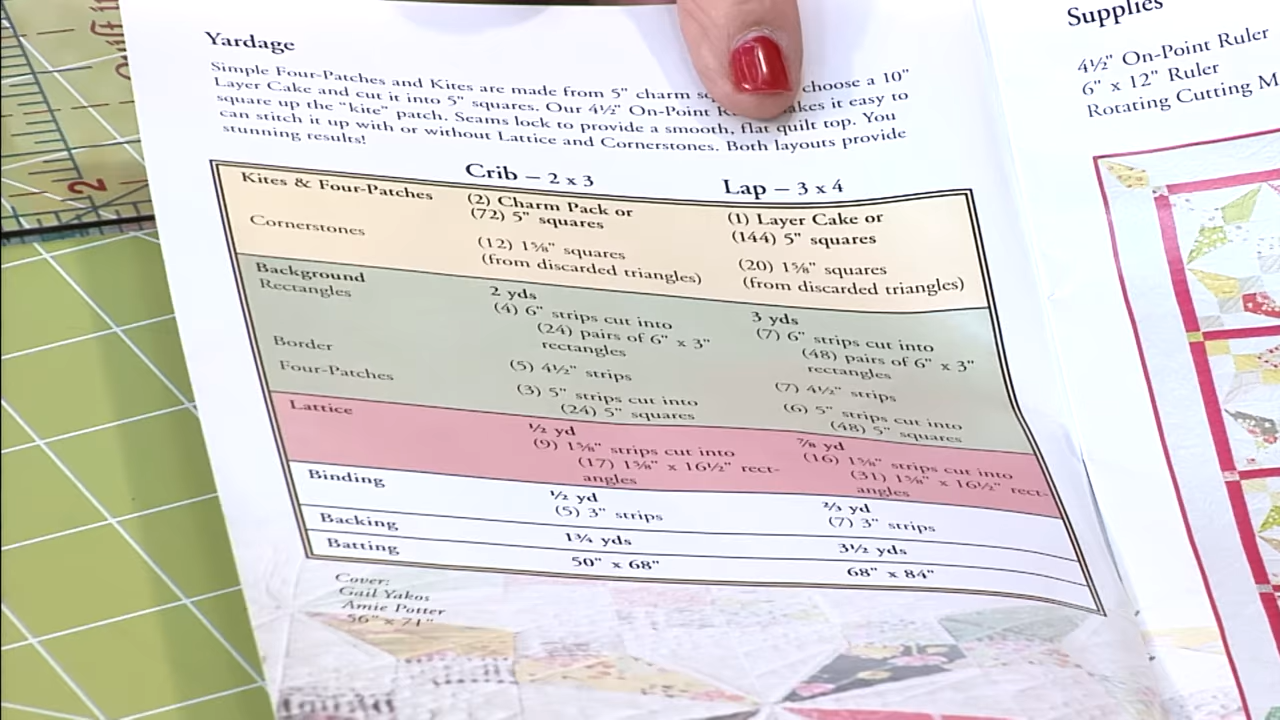 Yardage
Simple Four-Patches and Kites are made from 5" charm choose a 10"
Layer Cake and cut it into 5" squares. Our 4½" On-Point makes it easy to
square up the "kite" patch. Seams lock to provide a smooth, flat quilt top. You
can stitch it up with or without Lattice and Cornerstones. Both layouts provide
stunning results!
Crib – 2 x 3
Lap – 3 x 4
Kites & Four-Patches
(2) Charm Pack or
(72) 5" squares
(1) Layer Cake or
(144) 5" squares
Cornerstones
(12) 1⅝" squares
(from discarded triangles)
(20) 1⅝" squares
(from discarded triangles)
Background
2 yds
3 yds
Rectangles
(4) 6" strips cut into
(24) pairs of 6" x 3"
rectangles
(7) 6" strips cut into
(48) pairs of 6" x 3"
rectangles
Border
(5) 4½" strips
(7) 4½" strips
Four-Patches
(3) 5" strips cut into
(24) 5" squares
(6) 5" strips cut into
(48) 5" squares
Lattice
½ yd
(9) 1⅝" strips cut into
(17) 1⅝" x 16½" rect-
angles
⅞ yd
(16) 1⅝" strips cut into
(31) 1⅝" x 16½" rect-
angles
Binding
½ yd
(5) 3" strips
⅔ yd
(7) 3" strips
Backing
1¾ yds
3½ yds
Batting
50" x 68"
68" x 84"
Cover:
Gail Yakos
Amie Potter
56" x 71"
Supplies
4½" On-Point Ruler
6" x 12" Ruler
Rotating Cutting M
2